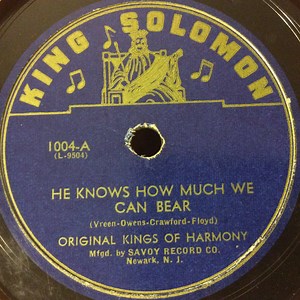 KING SOLOMON
1004-A
(L-9504)
HE KNOWS HOW MUCH WE
CAN BEAR
(Vreen-Owens-Crawford-Floyd)
ORIGINAL KINGS OF HARMONY
Mfgd. by SAVOY RECORD CO.
Newark, N. J.